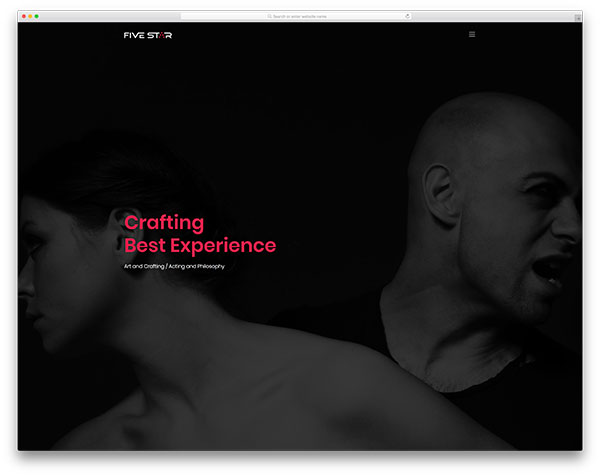 Search or enter website name
FIVE STAR
Crafting
Best Experience
Art and Crafting / Acting and Philosophy